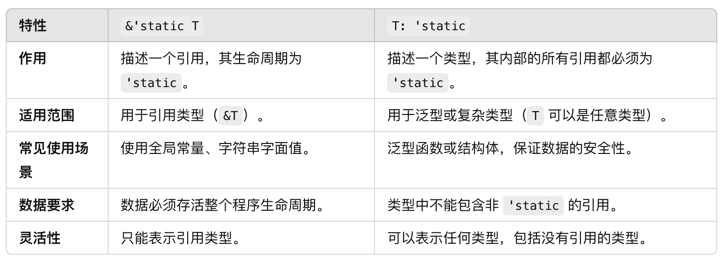 特性 &'static T T: 'static
作用 描述一个引用，其生命周期为 描述一个类型，其内部的所有引用都必须为
'static 。 'static 。
适用范围 用于引用类型（ &T ）。 用于泛型或复杂类型（ T 可以是任意类型）。
常见使用场 使用全局常量、字符串字面值。 泛型函数或结构体，保证数据的安全性。
景
数据要求 数据必须存活整个程序生命周期。 类型中不能包含非 'static 的引用。
灵活性 只能表示引用类型。 可以表示任何类型，包括没有引用的类型。